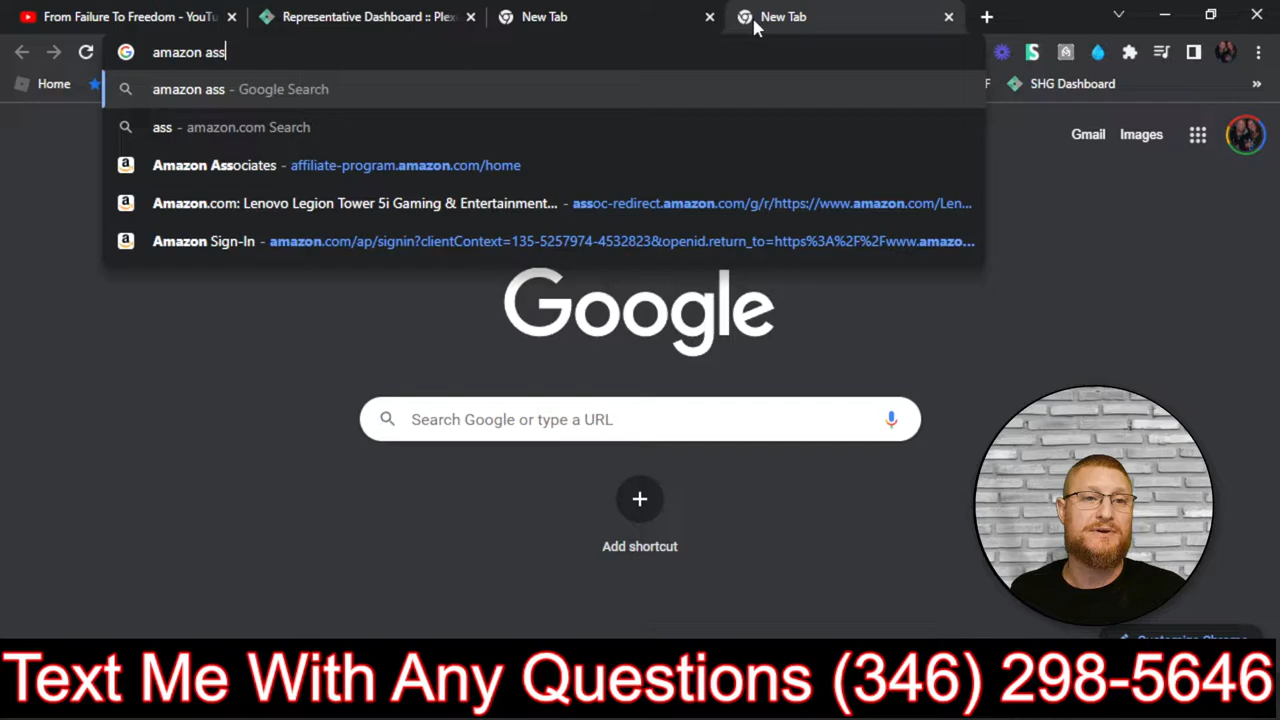 From Failure To Freedom - YouTu
Representative Dashboard :: Plex
New Tab
New Tab
amazon ass
Home
SHG Dashboard
amazon ass - Google Search
ass - amazon.com Search
Amazon Associates - affiliate-program.amazon.com/home
Amazon.com: Lenovo Legion Tower 5i Gaming & Entertainment... - assoc-redirect.amazon.com/g/r/https://www.amazon.com/Len...
Amazon Sign-In - amazon.com/ap/signin?clientContext=135-5257974-4532823&openid.return_to=https%3A%2F%2Fwww.amazo...
Gmail
Images
Google
Search Google or type a URL
Add shortcut
Customize Chrome
Text Me With Any Questions (346) 298-5646